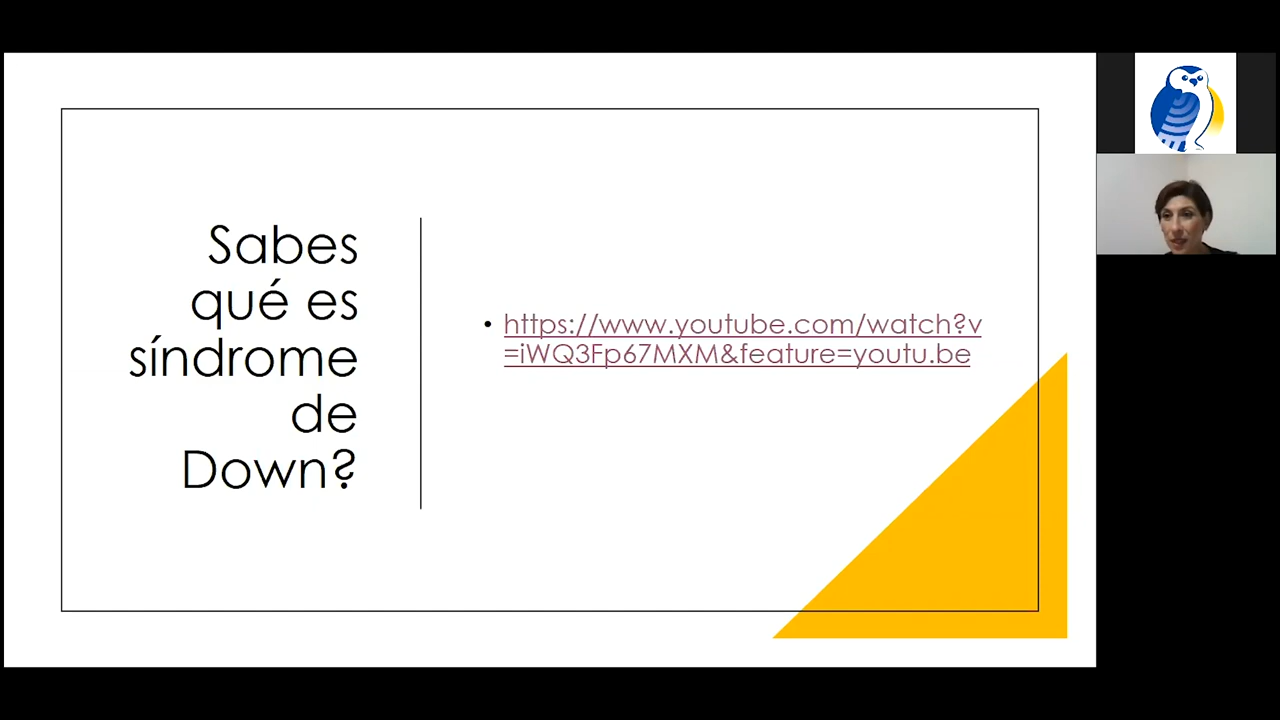 Sabes
qué es
síndrome
de
Down?
• https://www.youtube.com/watch?v
=iWQ3Fp67MXM&feature=youtu.be